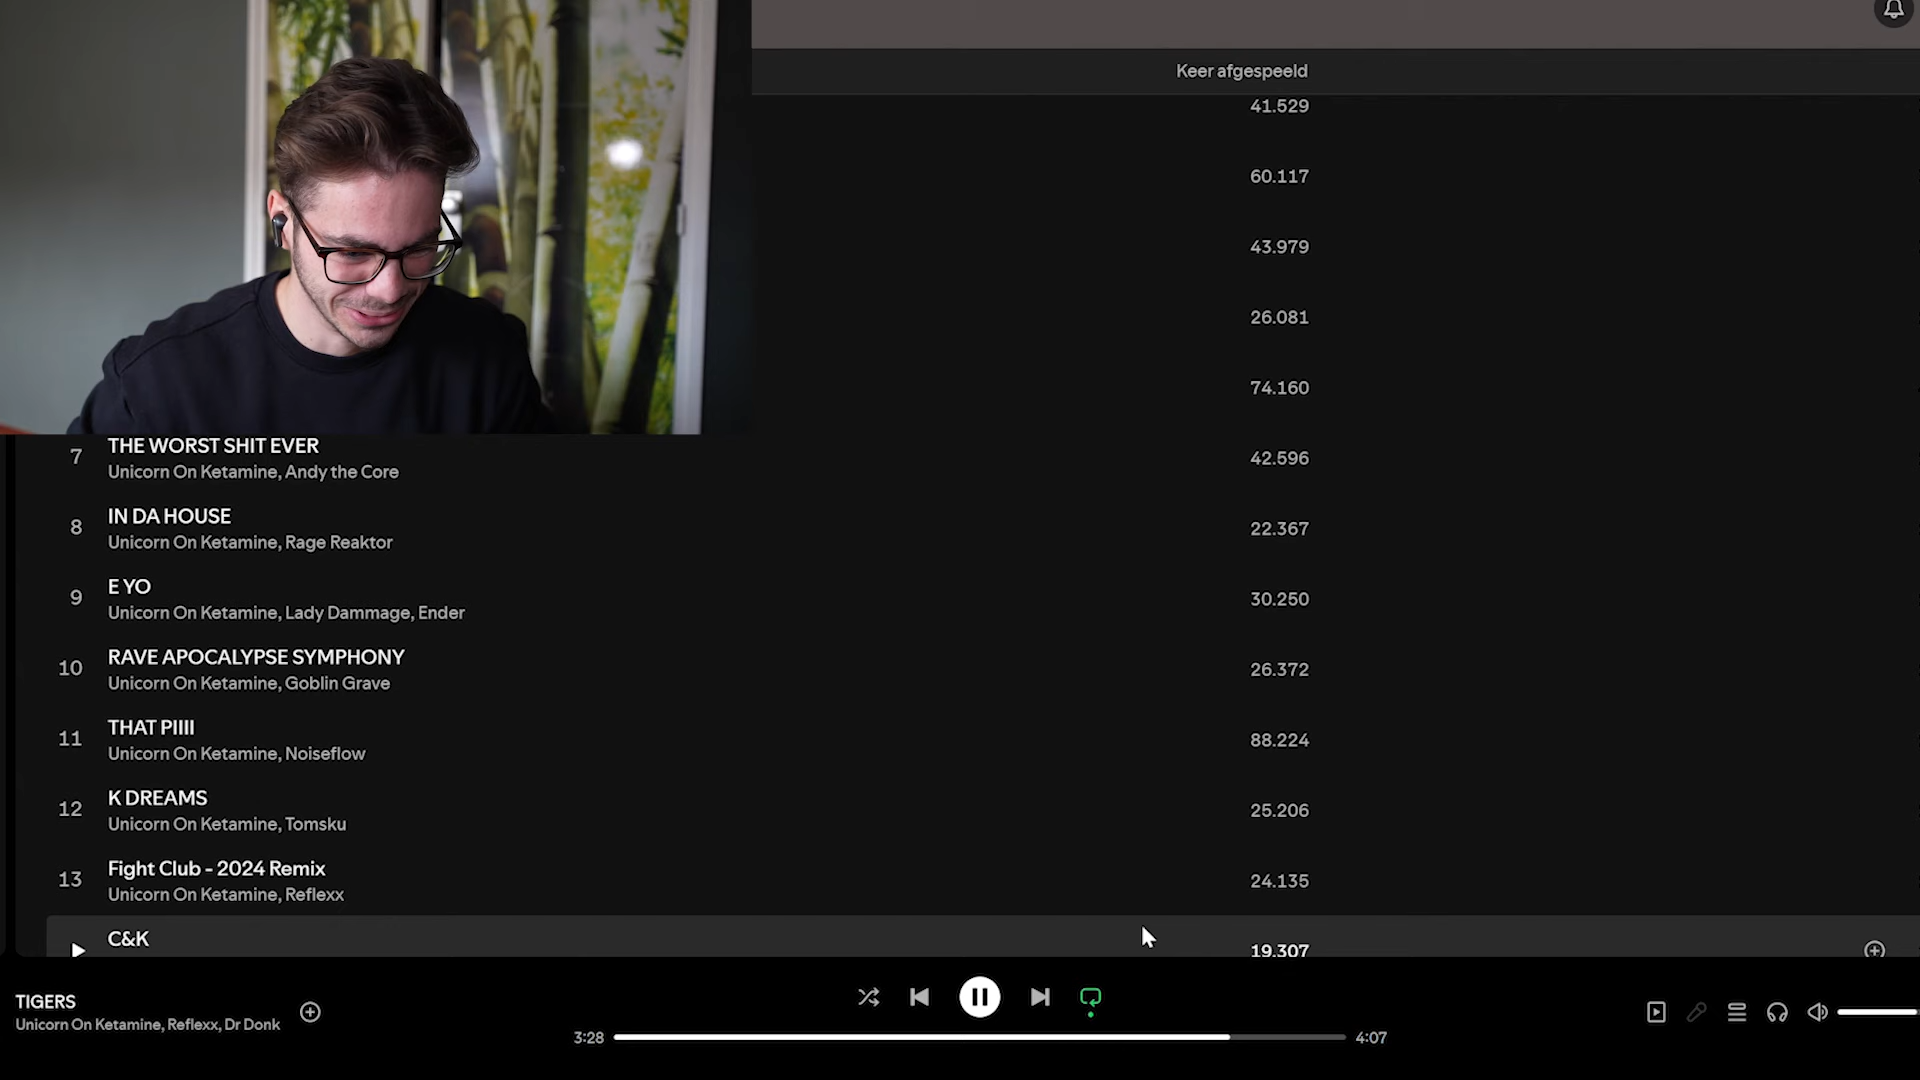 Keer afgespeeld
41.529
60.117
43.979
26.081
74.160
7
THE WORST SHIT EVER
Unicorn On Ketamine, Andy the Core
42.596
8
IN DA HOUSE
Unicorn On Ketamine, Rage Reaktor
22.367
9
E YO
Unicorn On Ketamine, Lady Dammage, Ender
30.250
10
RAVE APOCALYPSE SYMPHONY
Unicorn On Ketamine, Goblin Grave
26.372
11
THAT PIIII
Unicorn On Ketamine, Noiseflow
88.224
12
K DREAMS
Unicorn On Ketamine, Tomsku
25.206
13
Fight Club - 2024 Remix
Unicorn On Ketamine, Reflexx
24.135
C&K
19.307
TIGERS
Unicorn On Ketamine, Reflexx, Dr Donk
3:28
4:07